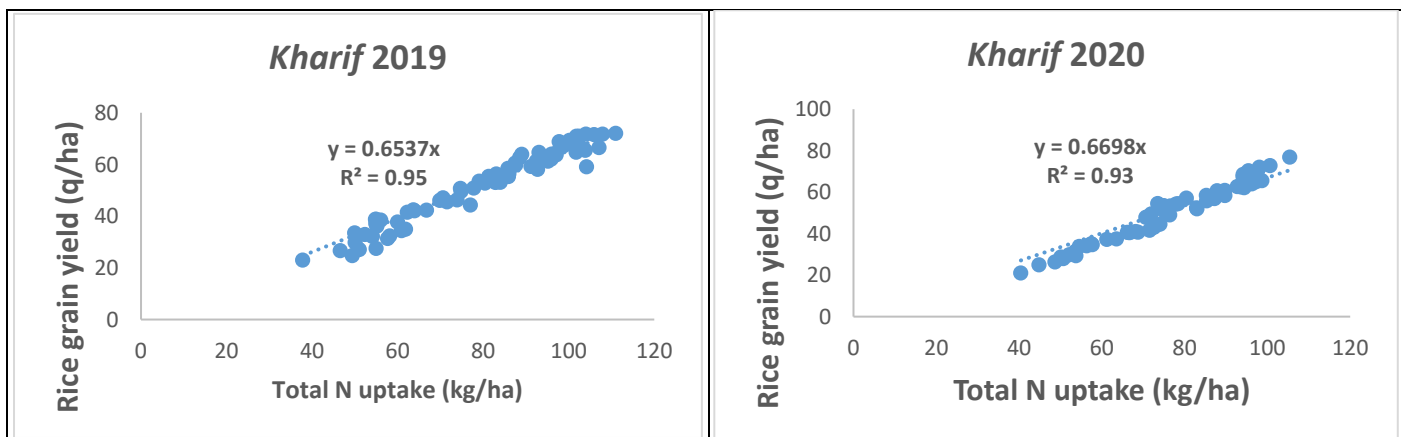 Kharif 2019
Rice grain yield (q/ha)
80
60
40
20
0
y = 0.6537x
R² = 0.95
0 20 40 60 80 100 120
Total N uptake (kg/ha)
Kharif 2020
Rice grain yield (q/ha)
100
80
60
40
20
0
y = 0.6698x
R² = 0.93
0 20 40 60 80 100 120
Total N uptake (kg/ha)